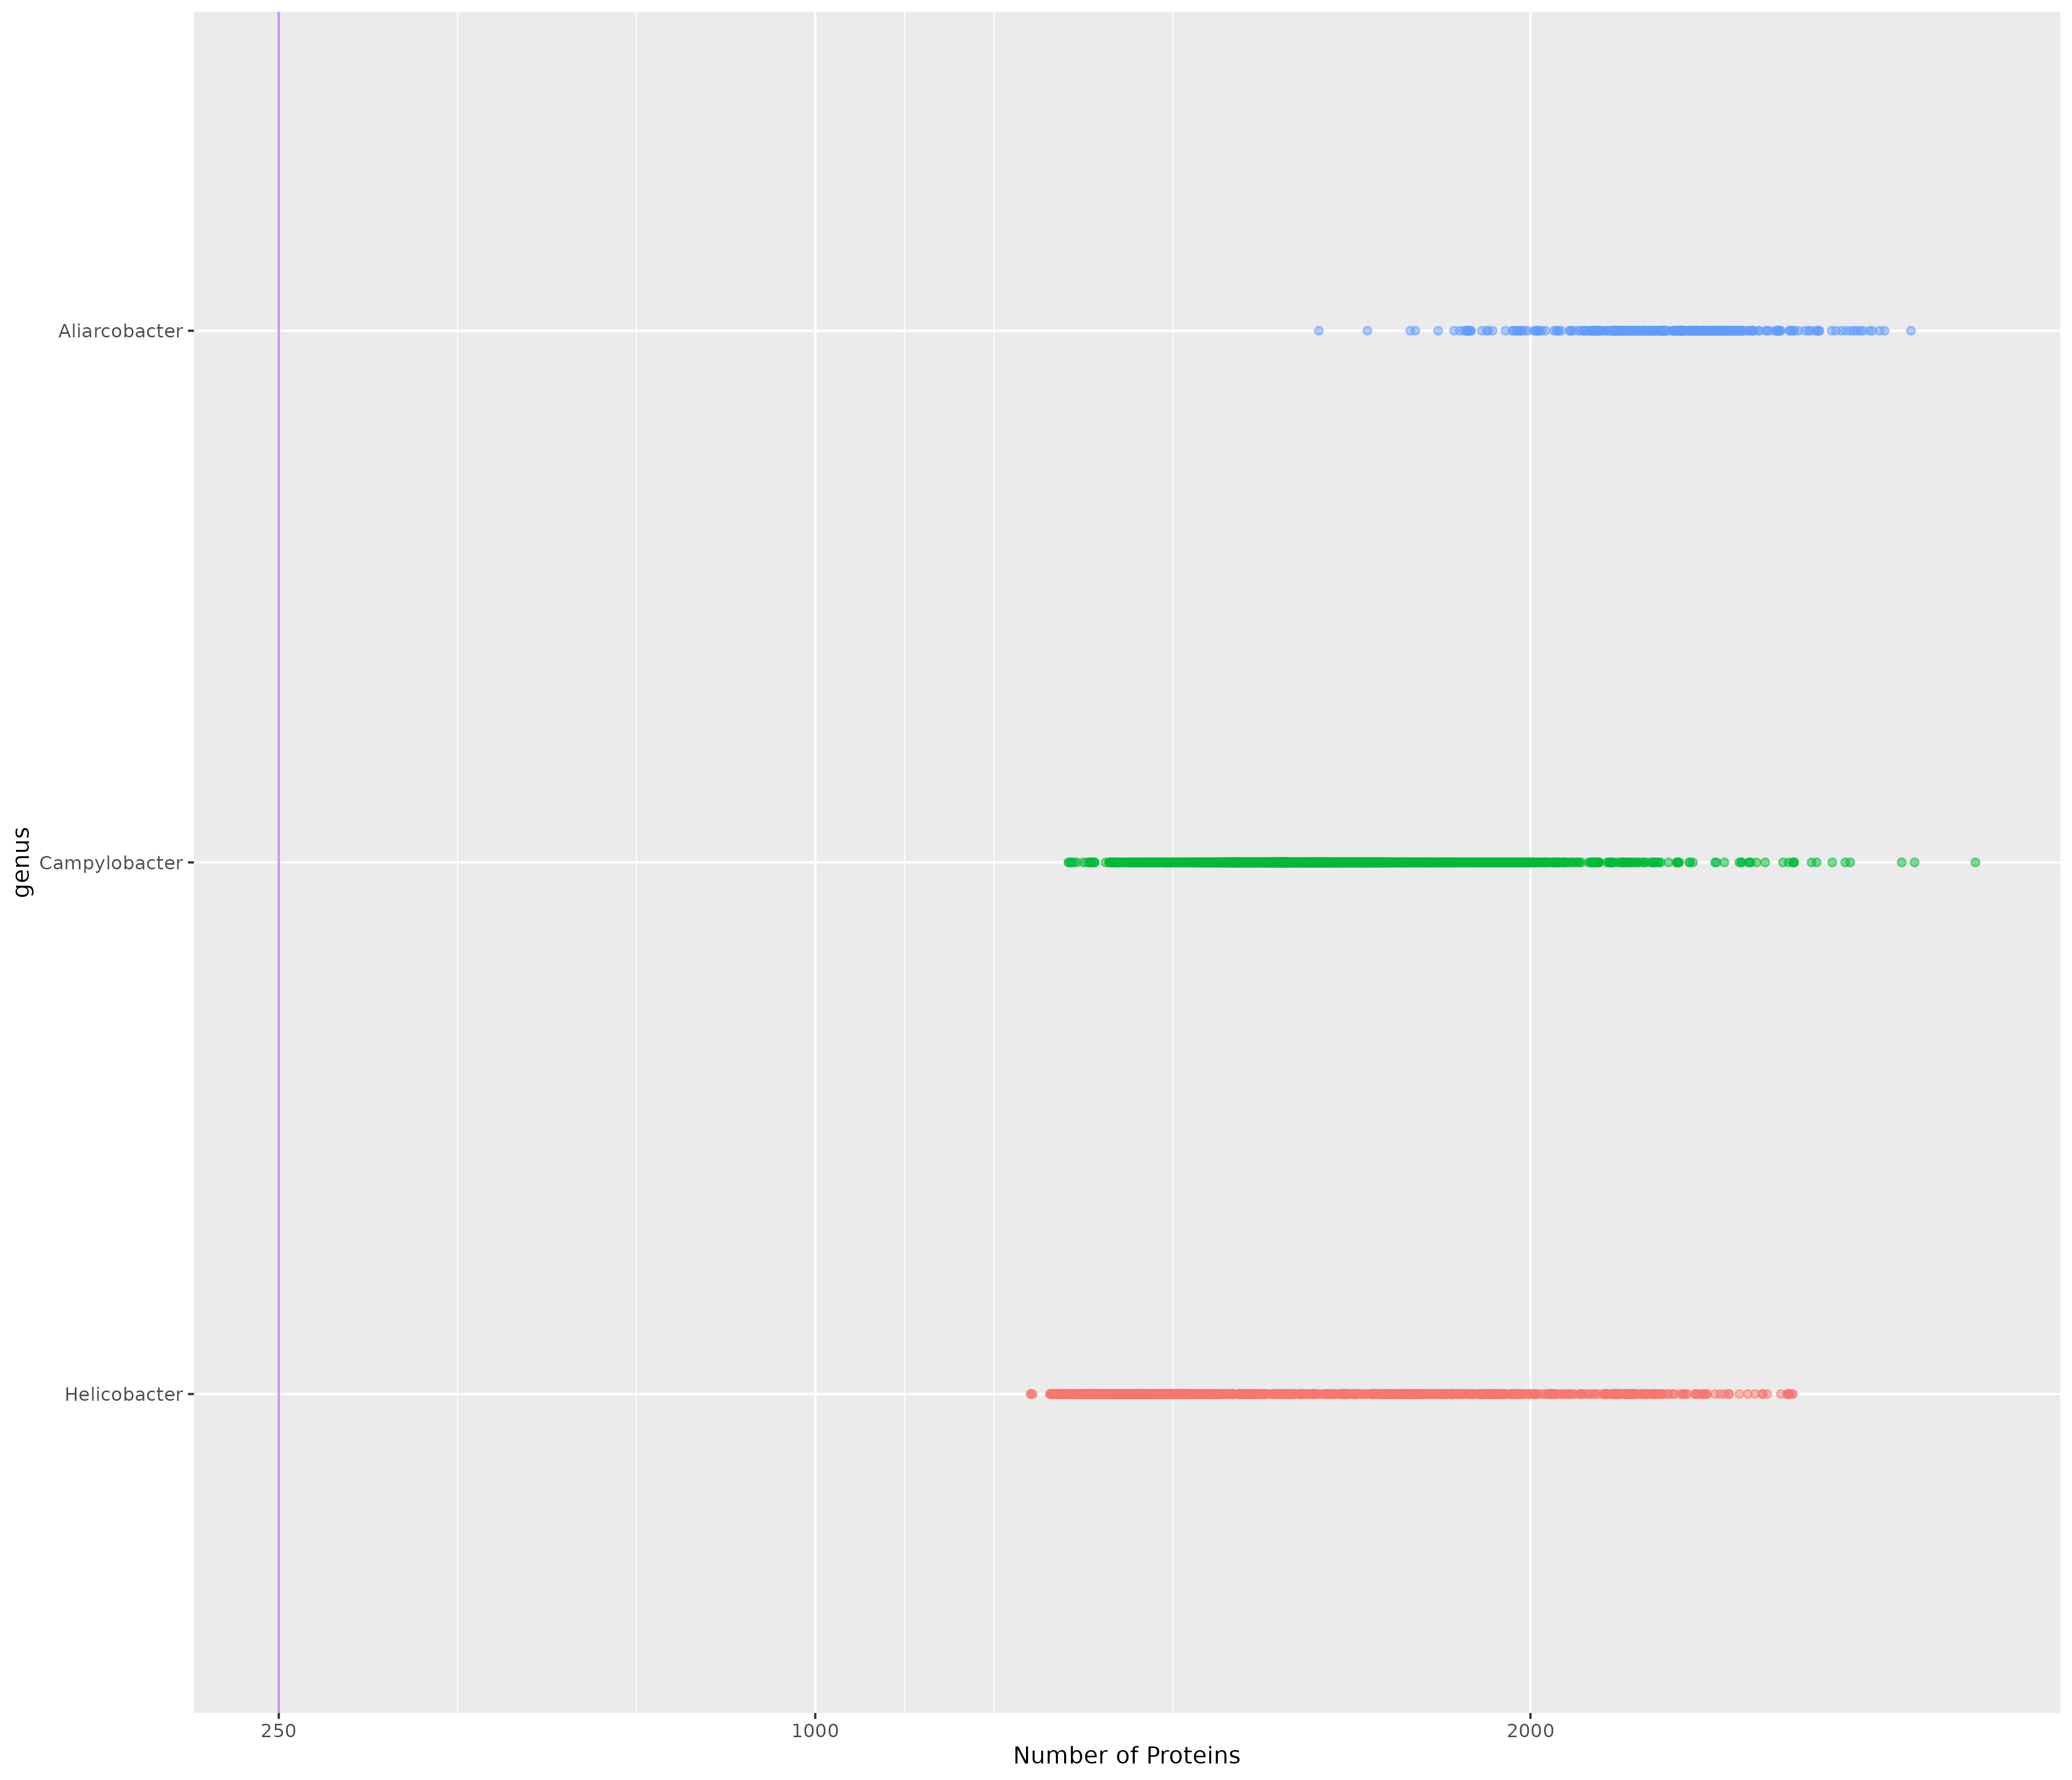 Aliarcobacter
genus
Campylobacter
Helicobacter
250
1000
2000
Number of Proteins